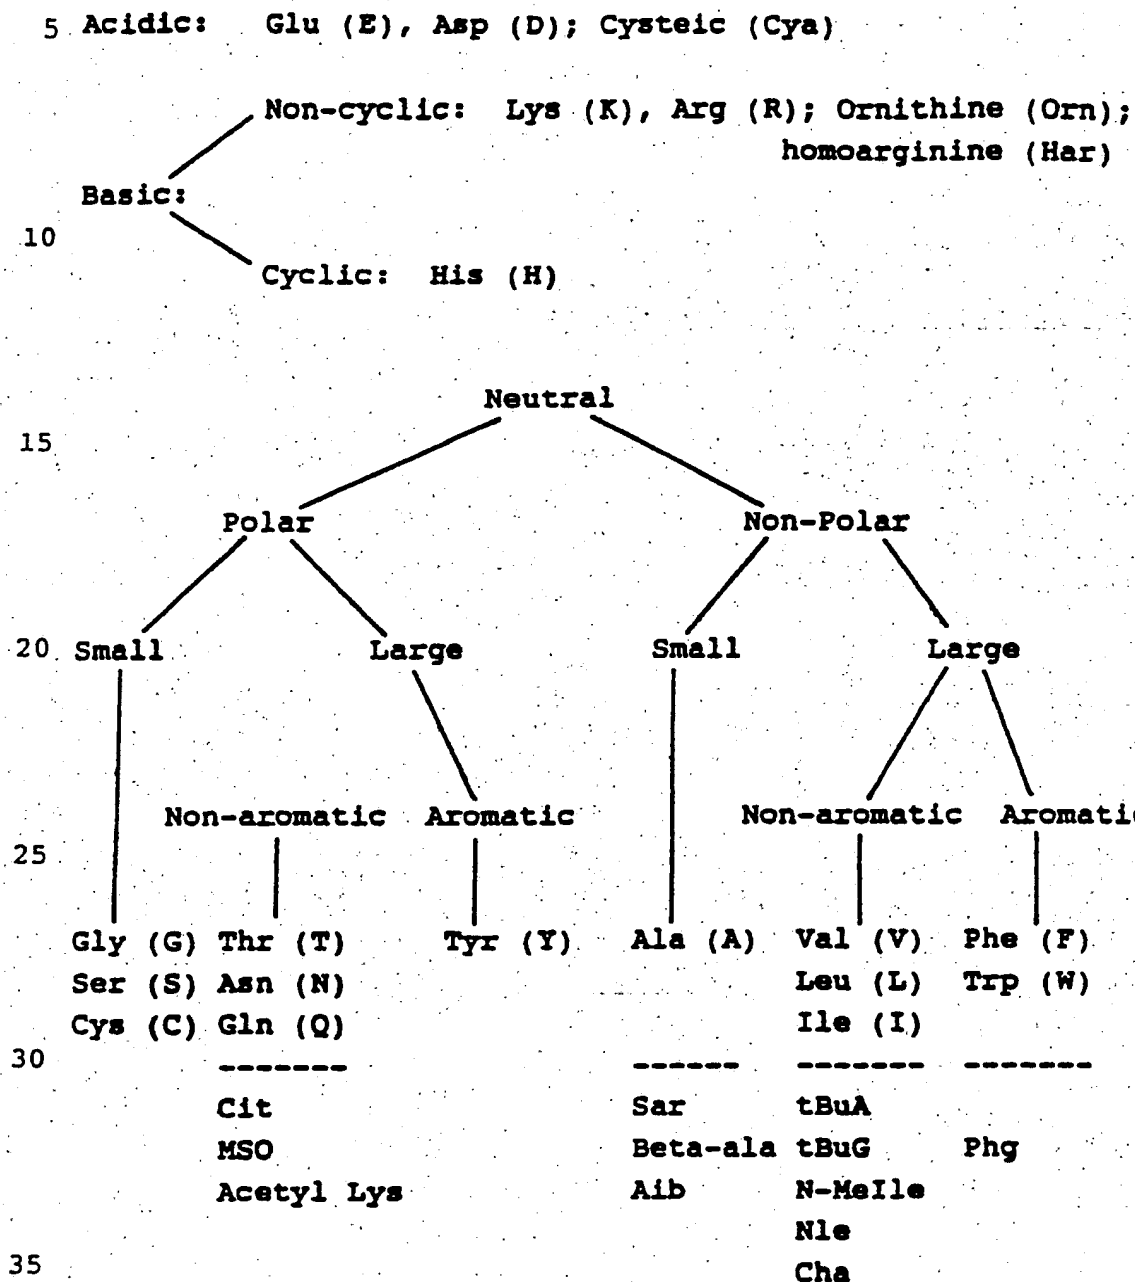 5 Acidic: Glu (E), Asp (D); Cysteic (Cya)
Non-cyclic: Lys (K), Arg (R); Ornithine (Orn);
homoarginine (Har)
Basic:
10
Cyclic: His (H)
Neutral
15
Polar Non-Polar
20 Small Large Small Large
Non-aromatic Aromatic Non-aromatic Aromati
25
Gly (G) Thr (T) Tyr (Y) Ala (A) Val (V) Phe (F)
Ser (S) Asn (N) Leu (L) Trp (W)
Cys (C) Gln (Q) Ile (I)
30 ------- ------ ------- -------
Cit Sar tBuA
MSO Beta-ala tBuG Phg
Acetyl Lys Aib N-MeIle
Nle
35 Cha